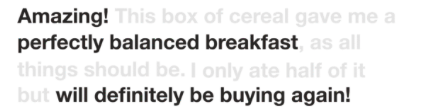 Amazing! This box of cereal gave me a
perfectly balanced breakfast, as all
things should be. I only ate half of it
but will definitely be buying again!